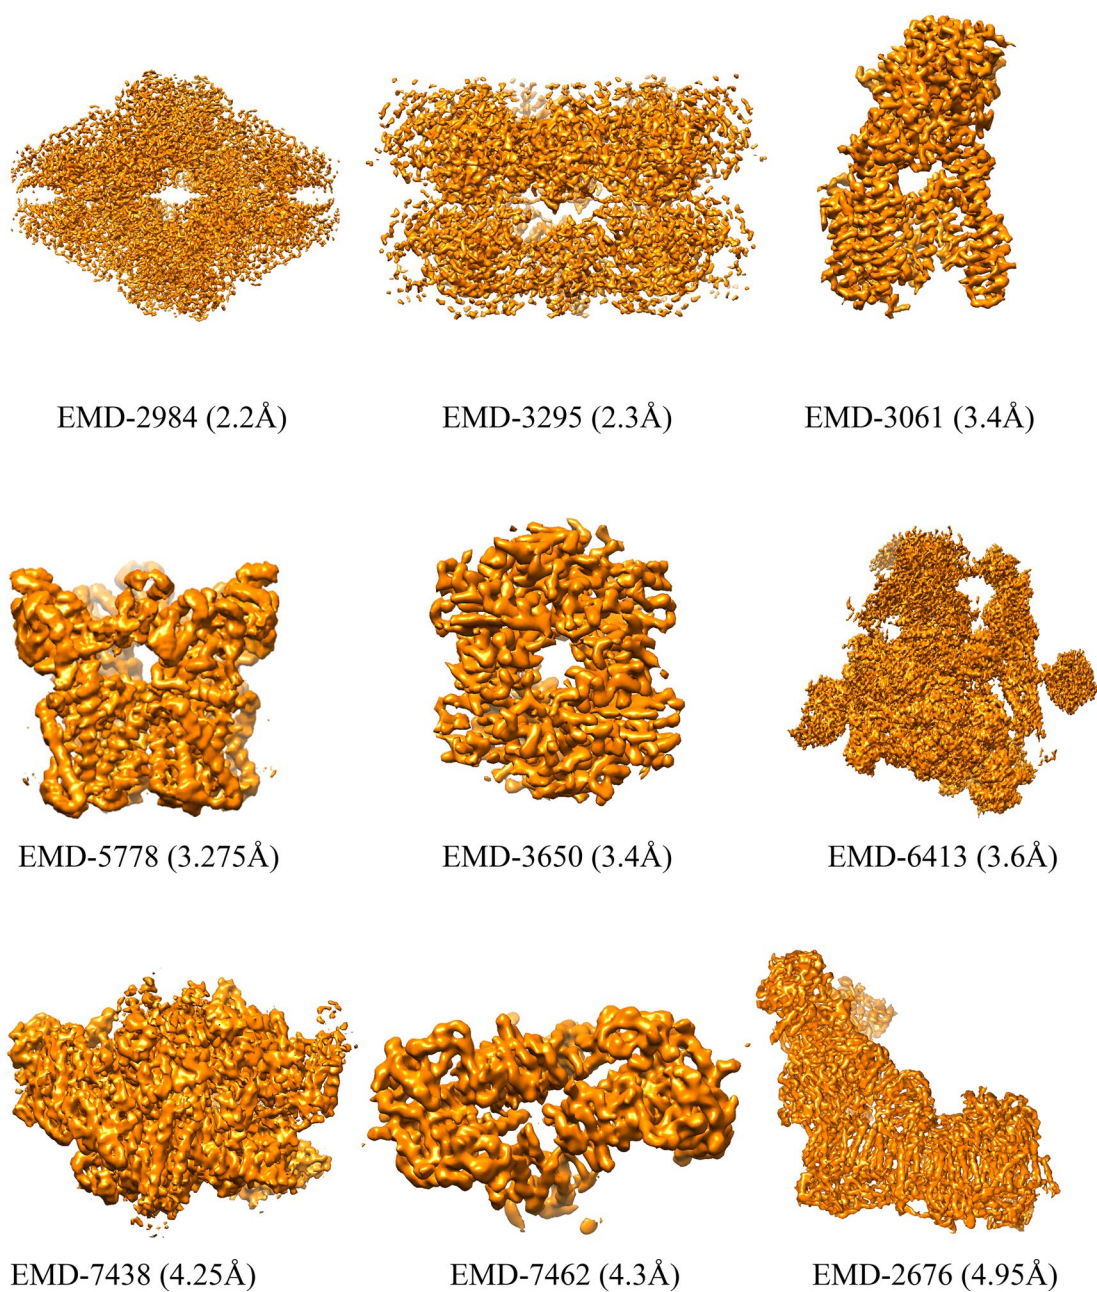 EMD-2984 (2.2Å)
EMD-3295 (2.3Å)
EMD-3061 (3.4Å)
EMD-5778 (3.275Å)
EMD-3650 (3.4Å)
EMD-6413 (3.6Å)
EMD-7438 (4.25Å)
EMD-7462 (4.3Å)
EMD-2676 (4.95Å)